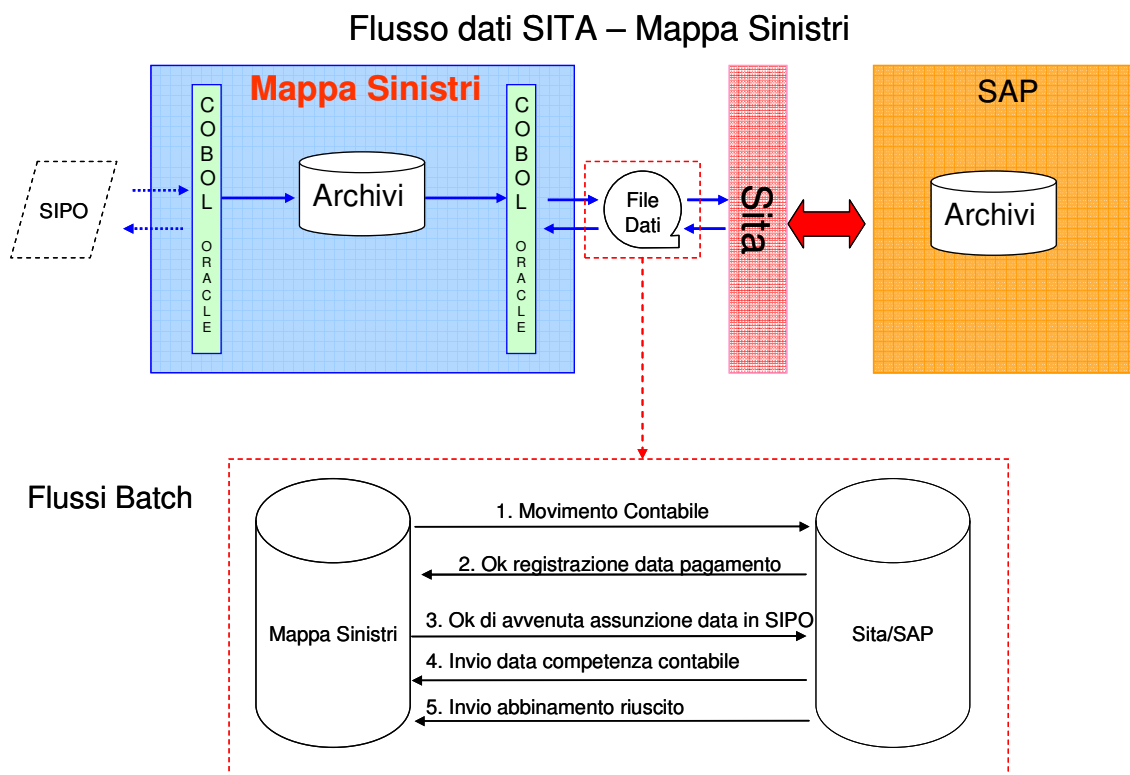 Flusso dati SITA – Mappa Sinistri
Mappa Sinistri
SAP
COBOL ORACLE
COBOL ORACLE
SIPO
Archivi
File
Dati
Sita
Archivi
Flussi Batch
1. Movimento Contabile
2. Ok registrazione data pagamento
3. Ok di avvenuta assunzione data in SIPO
Mappa Sinistri
Sita/SAP
4. Invio data competenza contabile
5. Invio abbinamento riuscito